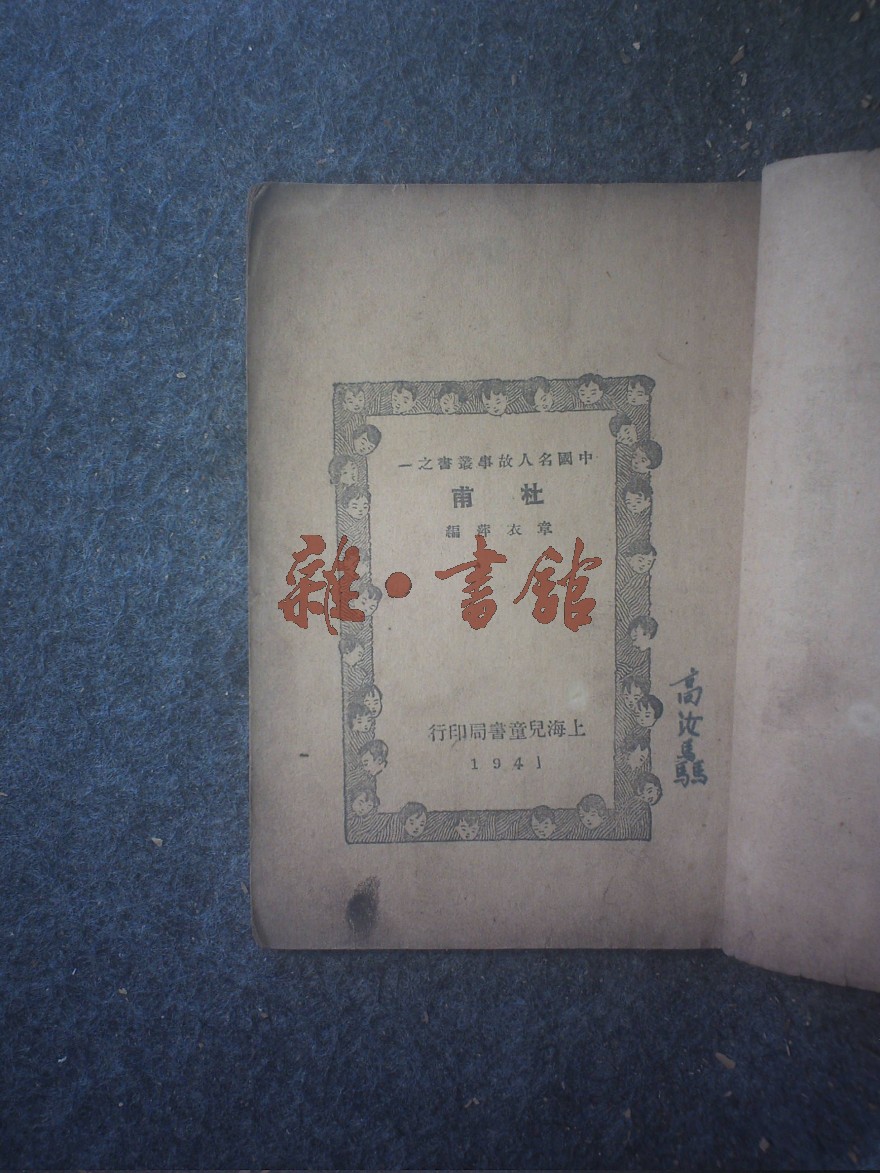 中國名人故事叢書之一
杜甫
章衣萍編
雜·書館
上海兒童書局印行
1941
高汝驫